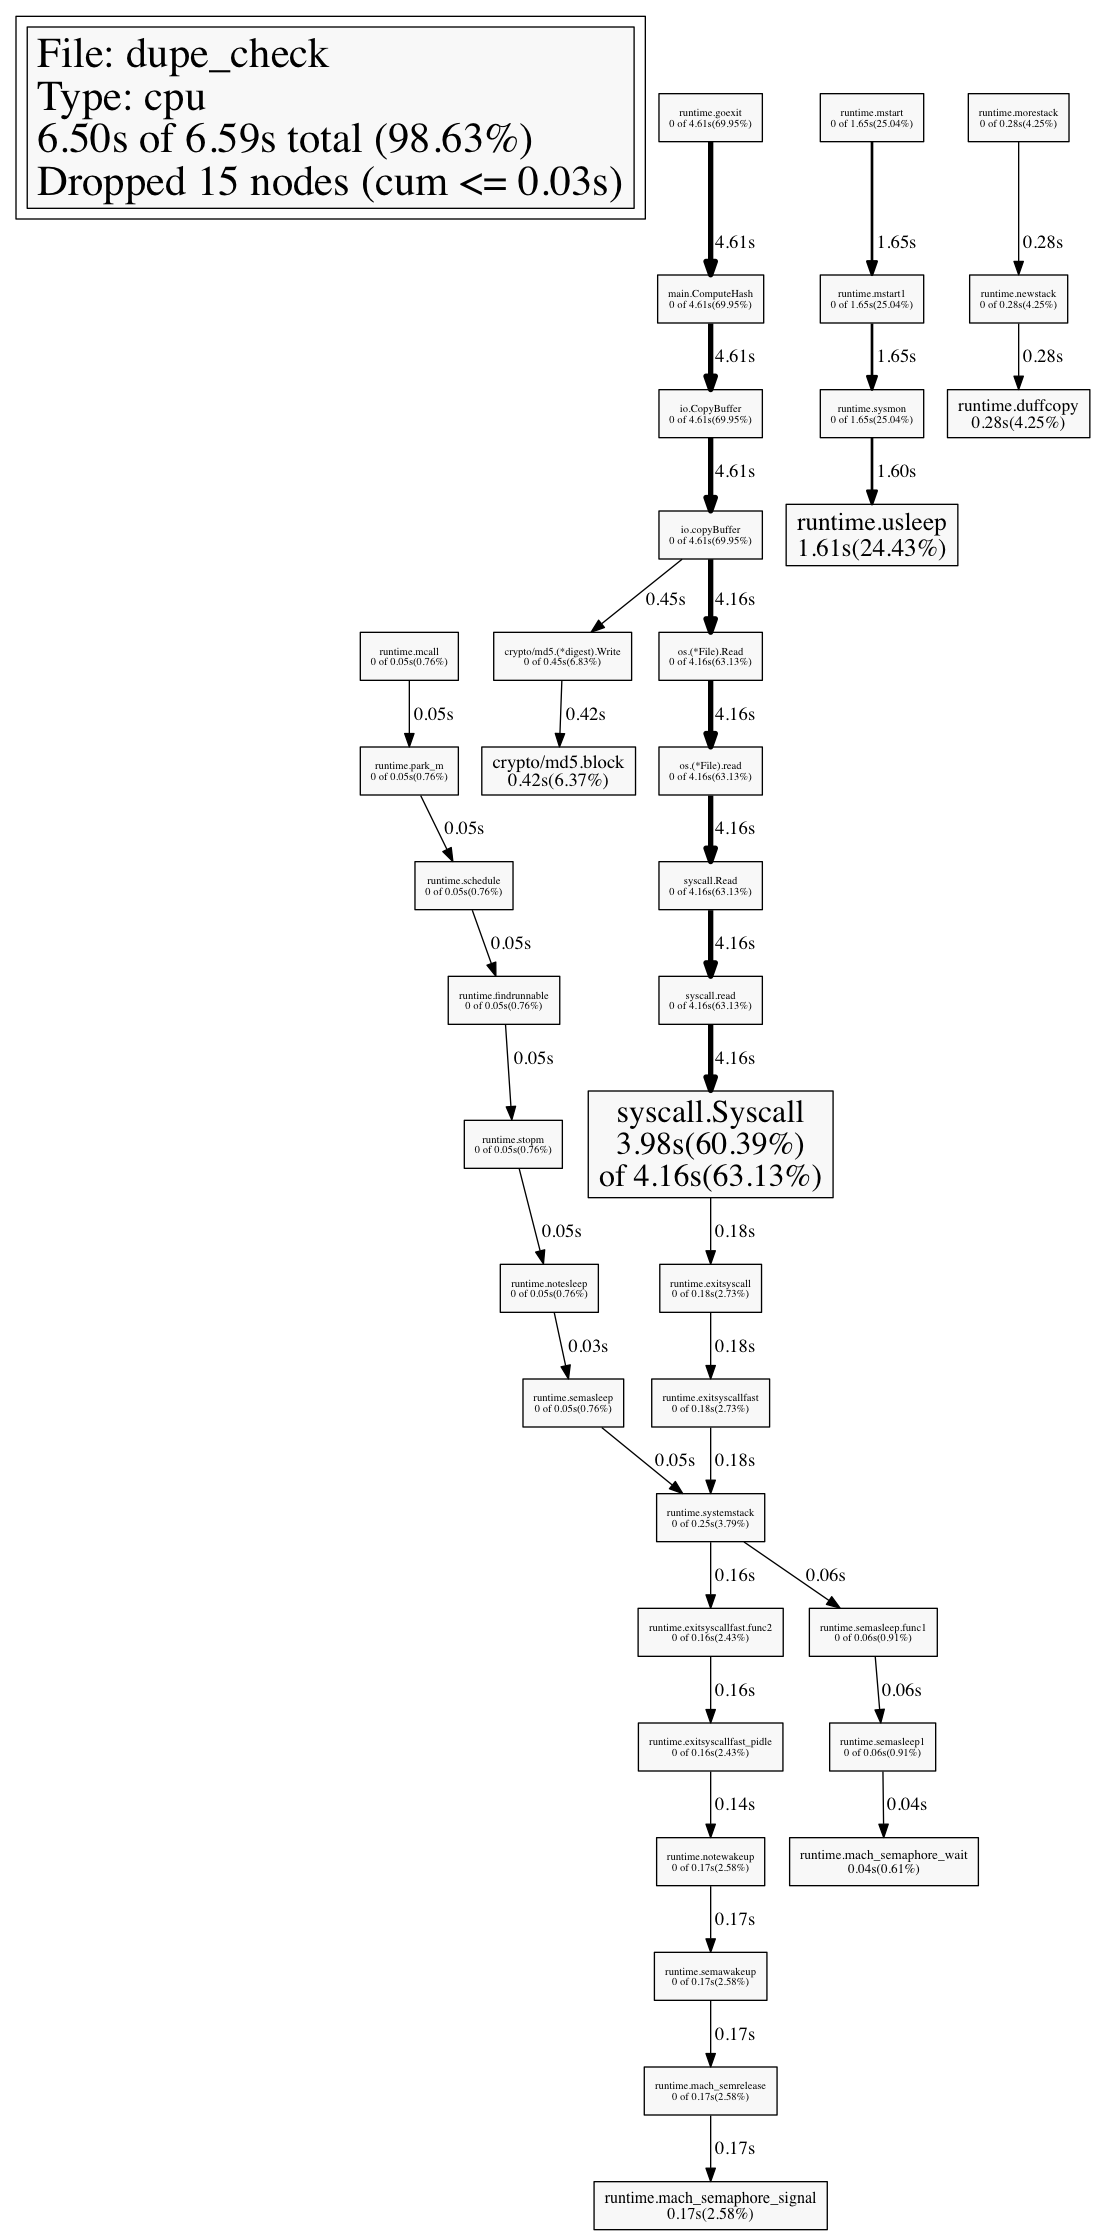 File: dupe_check
Type: cpu
6.50s of 6.59s total (98.63%)
Dropped 15 nodes (cum <= 0.03s)
runtime.goexit
0 of 4.61s(69.95%)
runtime.mstart
0 of 1.65s(25.04%)
runtime.morestack
0 of 0.28s(4.25%)
4.61s
1.65s
0.28s
main.ComputeHash
0 of 4.61s(69.95%)
runtime.mstart1
0 of 1.65s(25.04%)
runtime.newstack
0 of 0.28s(4.25%)
4.61s
1.65s
0.28s
io.CopyBuffer
0 of 4.61s(69.95%)
runtime.sysmon
0 of 1.65s(25.04%)
runtime.duffcopy
0.28s(4.25%)
4.61s
1.60s
io.copyBuffer
0 of 4.61s(69.95%)
runtime.usleep
1.61s(24.43%)
0.45s
4.16s
runtime.mcall
0 of 0.05s(0.76%)
crypto/md5.(*digest).Write
0 of 0.45s(6.83%)
os.(*File).Read
0 of 4.16s(63.13%)
0.05s
0.42s
4.16s
runtime.park_m
0 of 0.05s(0.76%)
crypto/md5.block
0.42s(6.37%)
os.(*File).read
0 of 4.16s(63.13%)
0.05s
4.16s
runtime.schedule
0 of 0.05s(0.76%)
syscall.Read
0 of 4.16s(63.13%)
0.05s
4.16s
runtime.findrunnable
0 of 0.05s(0.76%)
syscall.read
0 of 4.16s(63.13%)
0.05s
4.16s
runtime.stopm
0 of 0.05s(0.76%)
syscall.Syscall
3.98s(60.39%)
of 4.16s(63.13%)
0.05s
0.18s
runtime.notesleep
0 of 0.05s(0.76%)
runtime.exitsyscall
0 of 0.18s(2.73%)
0.03s
0.18s
runtime.semasleep
0 of 0.05s(0.76%)
runtime.exitsyscallfast
0 of 0.18s(2.73%)
0.05s
0.18s
runtime.systemstack
0 of 0.25s(3.79%)
0.16s
0.06s
runtime.exitsyscallfast.func2
0 of 0.16s(2.43%)
runtime.semasleep.func1
0 of 0.06s(0.91%)
0.16s
0.06s
runtime.exitsyscallfast_pidle
0 of 0.16s(2.43%)
runtime.semasleep1
0 of 0.06s(0.91%)
0.14s
0.04s
runtime.notewakeup
0 of 0.17s(2.58%)
runtime.mach_semaphore_wait
0.04s(0.61%)
0.17s
runtime.semawakeup
0 of 0.17s(2.58%)
0.17s
runtime.mach_semrelease
0 of 0.17s(2.58%)
0.17s
runtime.mach_semaphore_signal
0.17s(2.58%)